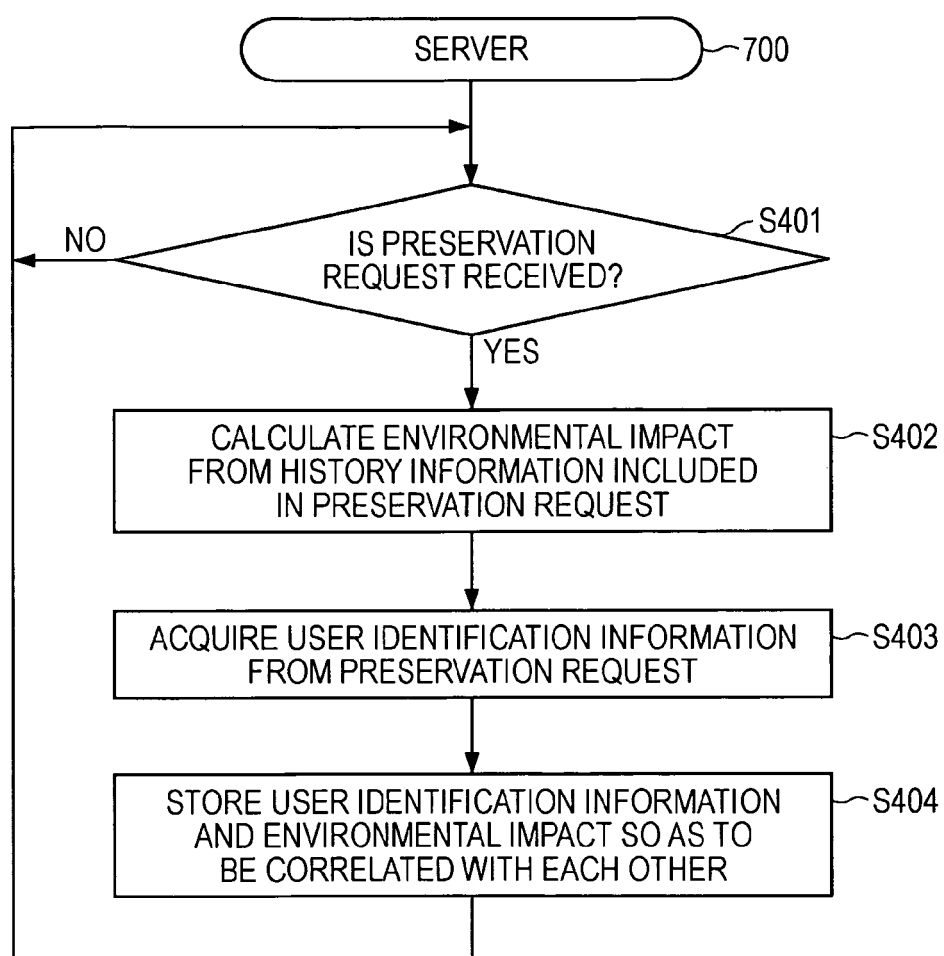 SERVER
700
S401
IS PRESERVATION
REQUEST RECEIVED?
NO
YES
CALCULATE ENVIRONMENTAL IMPACT
FROM HISTORY INFORMATION INCLUDED
IN PRESERVATION REQUEST
S402
ACQUIRE USER IDENTIFICATION INFORMATION
FROM PRESERVATION REQUEST
S403
STORE USER IDENTIFICATION INFORMATION
AND ENVIRONMENTAL IMPACT SO AS TO
BE CORRELATED WITH EACH OTHER
S404